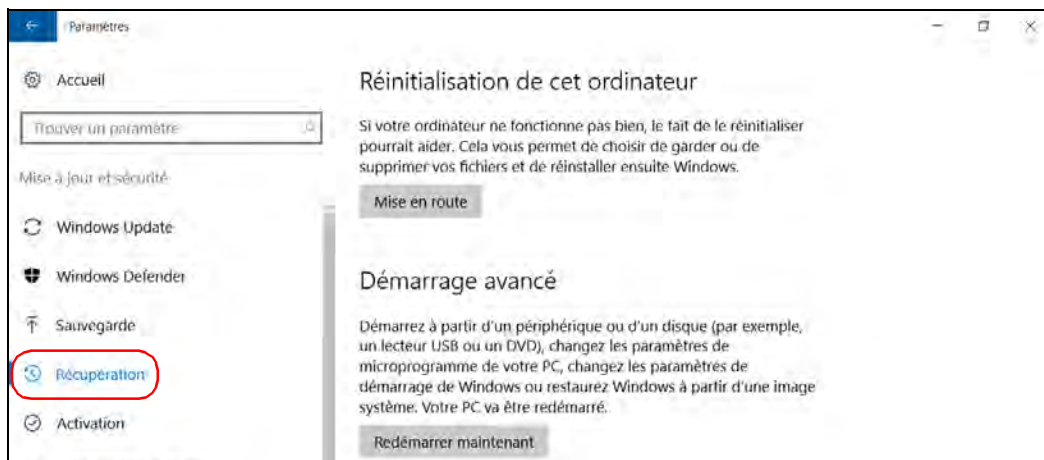 Paramètres
Accueil
Trouver un paramètre
Mise à jour et sécurité
Windows Update
Windows Defender
Sauvegarde
Récupération
Activation
Réinitialisation de cet ordinateur
Si votre ordinateur ne fonctionne pas bien, le fait de le réinitialiser
pourrait aider. Cela vous permet de choisir de garder ou de
supprimer vos fichiers et de réinstaller ensuite Windows.
Mise en route
Démarrage avancé
Démarrez à partir d'un périphérique ou d'un disque (par exemple,
un lecteur USB ou un DVD), changez les paramètres de
microprogramme de votre PC, changez les paramètres de
démarrage de Windows ou restaurez Windows à partir d'une image
système. Votre PC va être redémarré.
Redémarrer maintenant